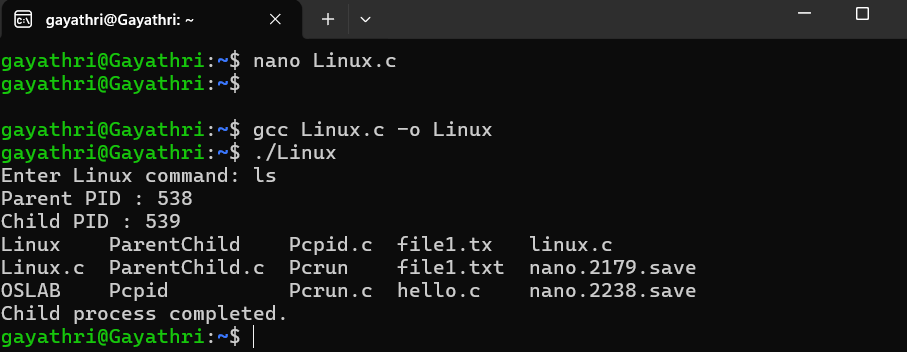 gayathri@Gayathri: ~
gayathri@Gayathri:~$ nano Linux.c
gayathri@Gayathri:~$
gayathri@Gayathri:~$ gcc Linux.c -o Linux
gayathri@Gayathri:~$ ./Linux
Enter Linux command: ls
Parent PID : 538
Child PID : 539
Linux    ParentChild    Pcpid.c  file1.tx   linux.c
Linux.c  ParentChild.c  Pcrun    file1.txt  nano.2179.save
OSLAB    Pcpid          Pcrun.c  hello.c    nano.2238.save
Child process completed.
gayathri@Gayathri:~$